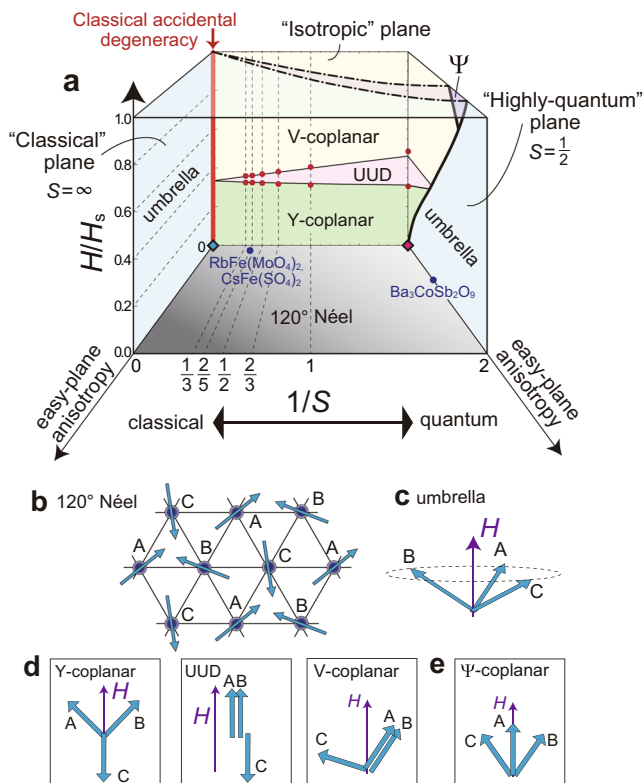 Classical accidental
degeneracy
"Isotropic" plane
a
Ψ
"Highly-quantum"
plane
S=1/2
"Classical"
plane
S=∞
1.0
0.8
0.6
0.4
0.2
0.0
H/Hs
umbrella
V-coplanar
UUD
Y-coplanar
umbrella
0
RbFe(MoO4)2,
CsFe(SO4)2
Ba3CoSb2O9
120° Néel
0
1/3 2/5 1/2 2/3
1
2
easy-plane
anisotropy
1/S
easy-plane
anisotropy
classical
quantum
b 120° Néel
C A B
A B C A
C A B
c umbrella
H
B A C
d
Y-coplanar
H
A B
C
UUD
A B
H
C
V-coplanar
H
A
B
C
e
Ψ-coplanar
H
A
C B